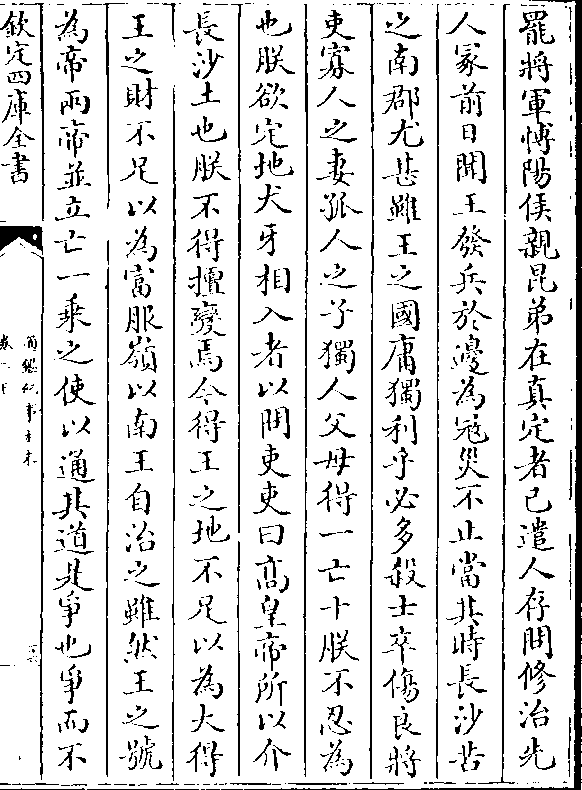 罷將軍愽陽侯親昆弟在真定者已遣人存問修治先
人冢前日聞王發兵於邊為宼災不止當其時長沙苦
之南郡尤甚雖王之國庸獨利乎必多殺士卒傷良將
吏寡人之妻孤人之子獨人父母得一亡十朕不忍為
也朕欲定地犬牙相入者以問吏吏曰髙皇帝所以介
長沙土也朕不得擅變焉今得王之地不足以為大得
王之財不足以為富服嶺以南王自治之雖然王之號
為帝兩帝並立亡一乗之使以通其道是爭也爭而不
欽定四庫全書
通鑑紀事本末